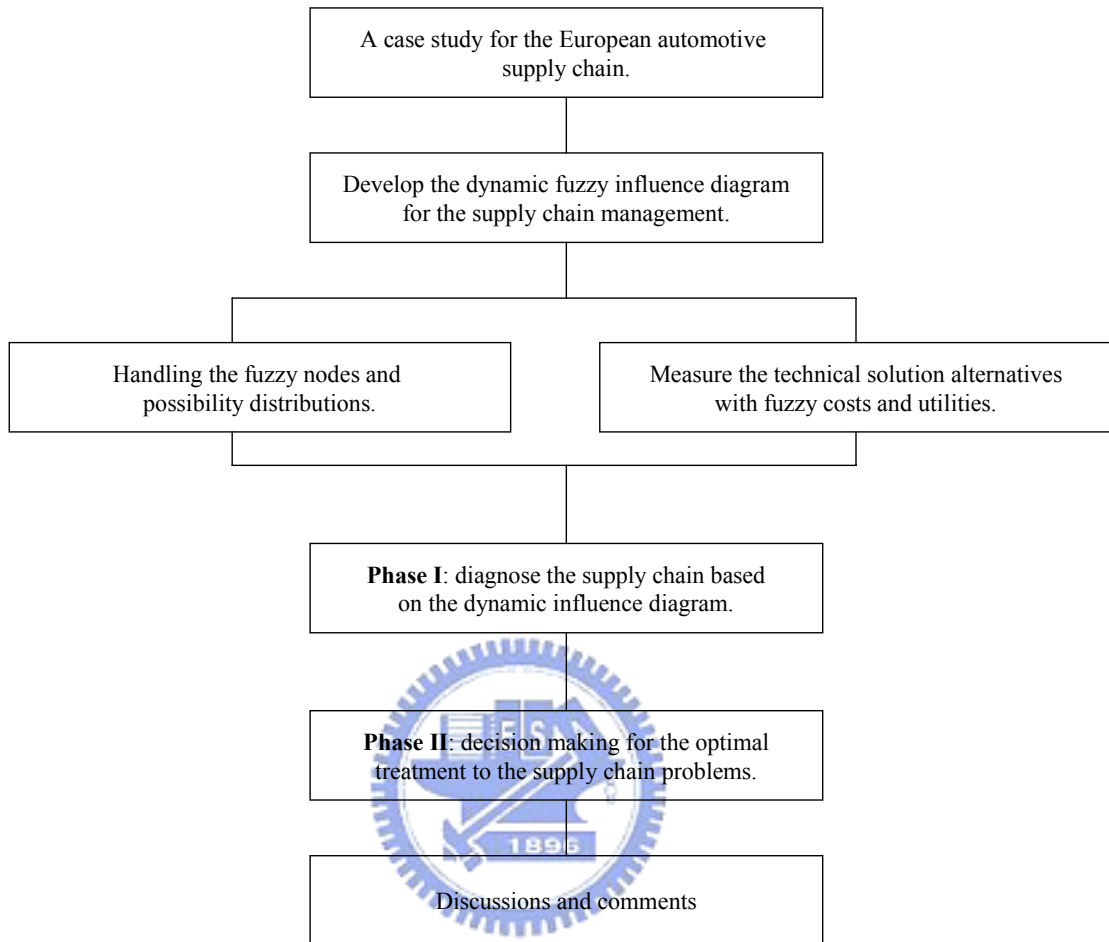 A case study for the European automotive
supply chain.
Develop the dynamic fuzzy influence diagram
for the supply chain management.
Handling the fuzzy nodes and
possibility distributions.
Measure the technical solution alternatives
with fuzzy costs and utilities.
Phase I: diagnose the supply chain based
on the dynamic influence diagram.
Phase II: decision making for the optimal
treatment to the supply chain problems.
1896
Discussions and comments